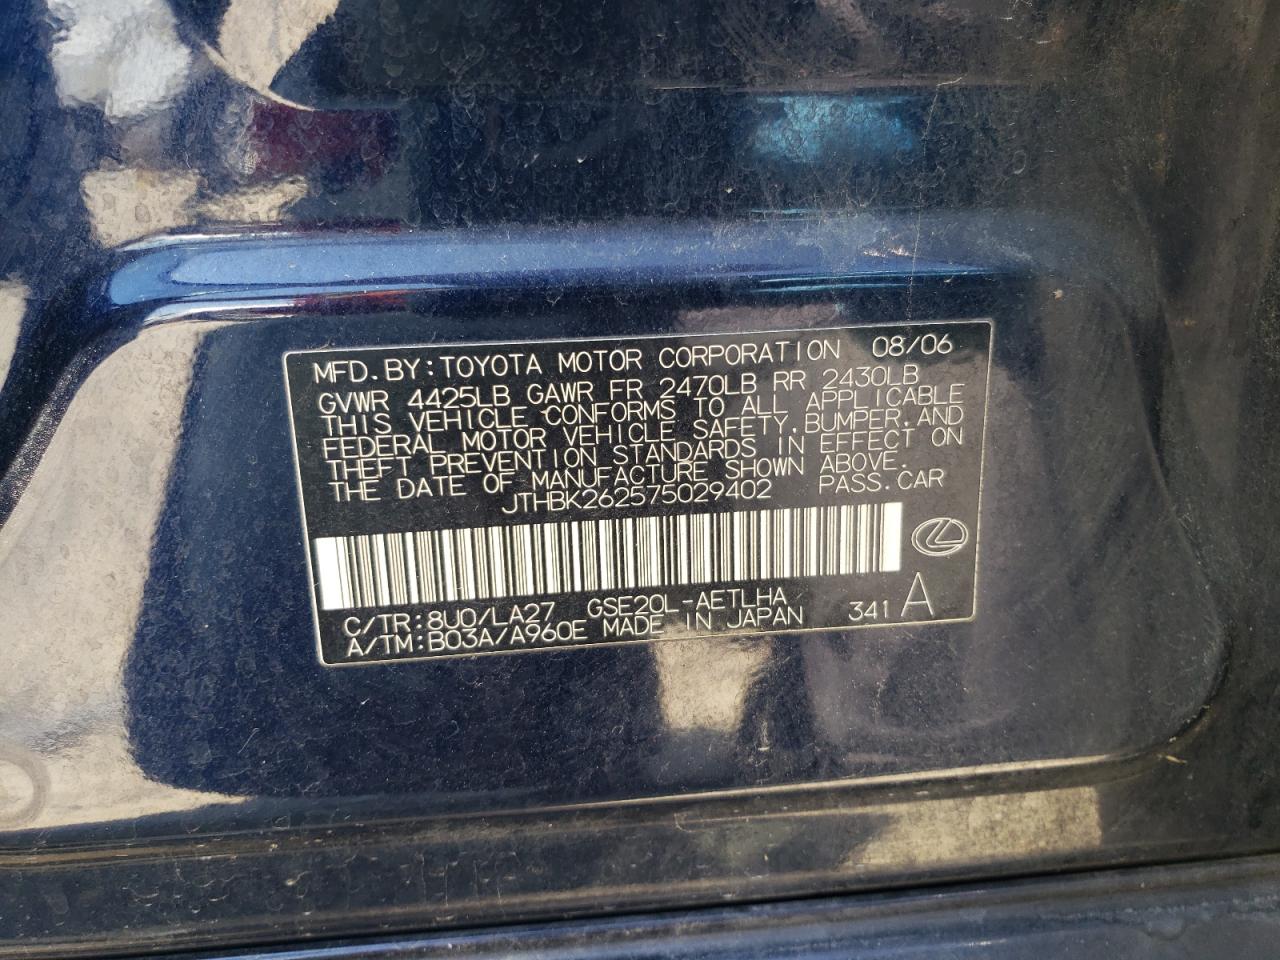 MFD.BY:TOYOTA MOTOR CORPORATION 08/06
GVWR 4425LB GAWR FR 2470LB RR 2430LB
THIS VEHICLE CONFORMS TO ALL APPLICABLE
FEDERAL MOTOR VEHICLE SAFETY,BUMPER,AND
THEFT PREVENTION STANDARDS IN EFFECT ON
THE DATE OF MANUFACTURE SHOWN ABOVE.
JTHBK262575029402 PASS.CAR
C/TR:8U0/LA27 GSE20L-AETLHA 341 A
A/TM:B03A/A960E MADE IN JAPAN